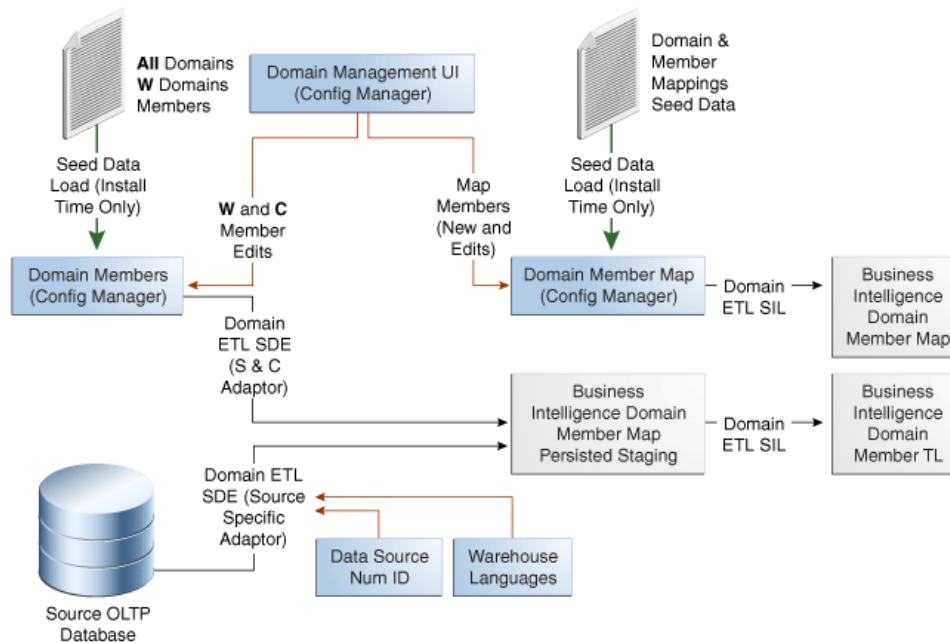 All Domains
W Domains
Members
Domain Management UI
(Config Manager)
Domain &
Member
Mappings
Seed Data
Seed Data
Load (Install
Time Only)
W and C
Member
Edits
Map
Members
(New and
Edits)
Seed Data
Load (Install
Time Only)
Domain Members
(Config Manager)
Domain Member Map
(Config Manager)
Domain
ETL SIL
Business
Intelligence
Domain
Member Map
Domain
ETL SDE
(S & C
Adaptor)
Business
Intelligence Domain
Member Map
Persisted Staging
Domain
ETL SIL
Business
Intelligence
Domain
Member TL
Domain ETL
SDE (Source
Specific
Adaptor)
Data Source
Num ID
Warehouse
Languages
Source OLTP
Database